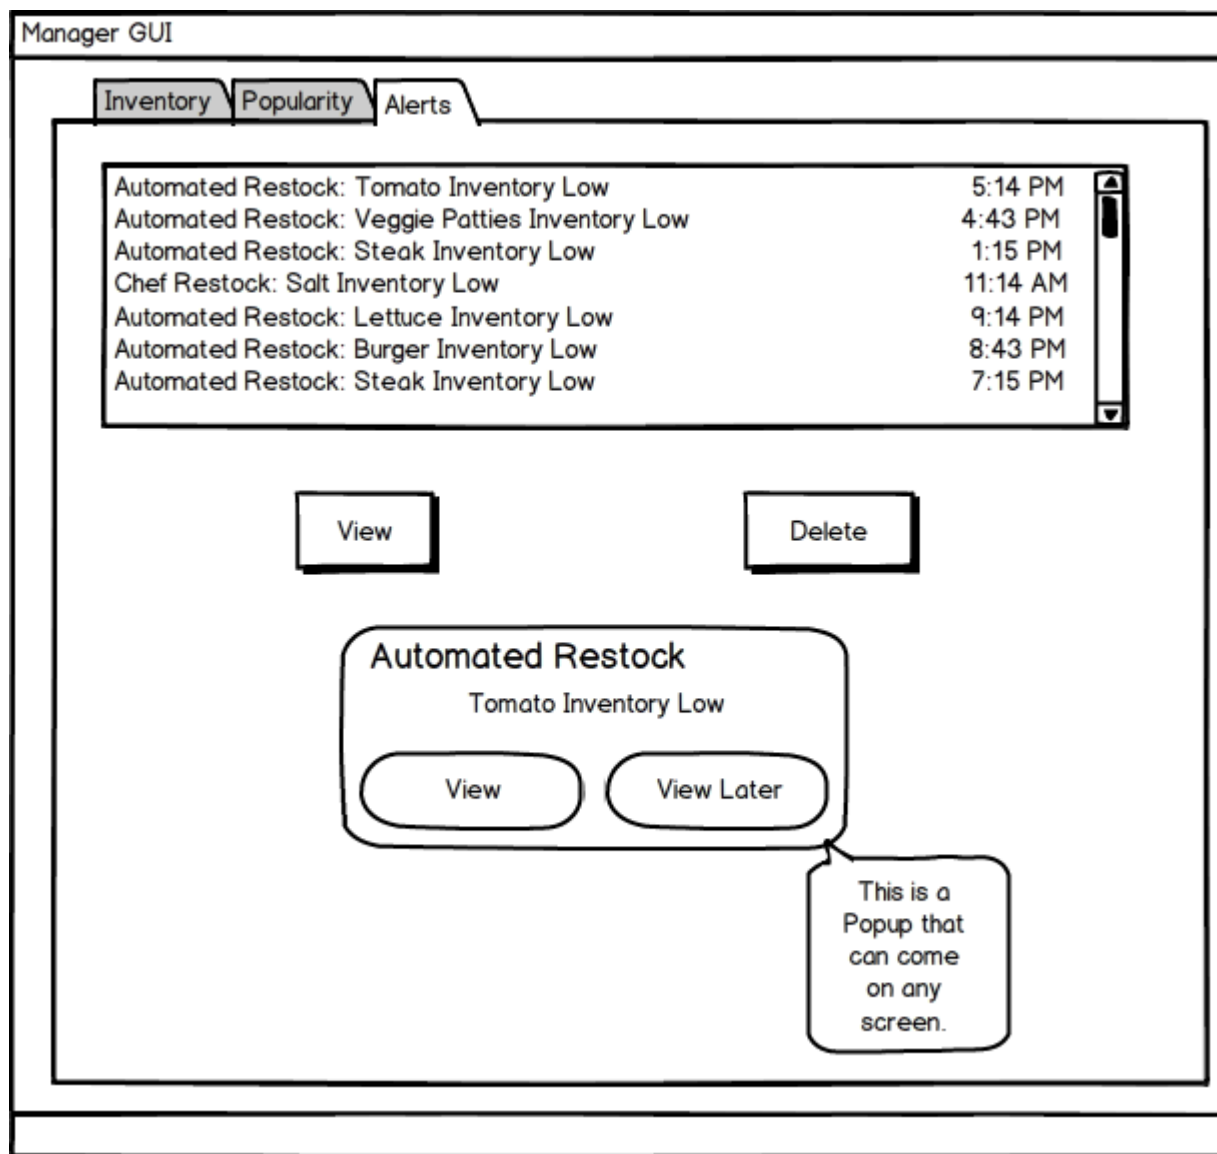 Manager GUI
Inventory Popularity Alerts
Automated Restock: Tomato Inventory Low 5:14 PM
Automated Restock: Veggie Patties Inventory Low 4:43 PM
Automated Restock: Steak Inventory Low 1:15 PM
Chef Restock: Salt Inventory Low 11:14 AM
Automated Restock: Lettuce Inventory Low 9:14 PM
Automated Restock: Burger Inventory Low 8:43 PM
Automated Restock: Steak Inventory Low 7:15 PM
View Delete
Automated Restock
Tomato Inventory Low
View View Later
This is a
Popup that
can come
on any
screen.